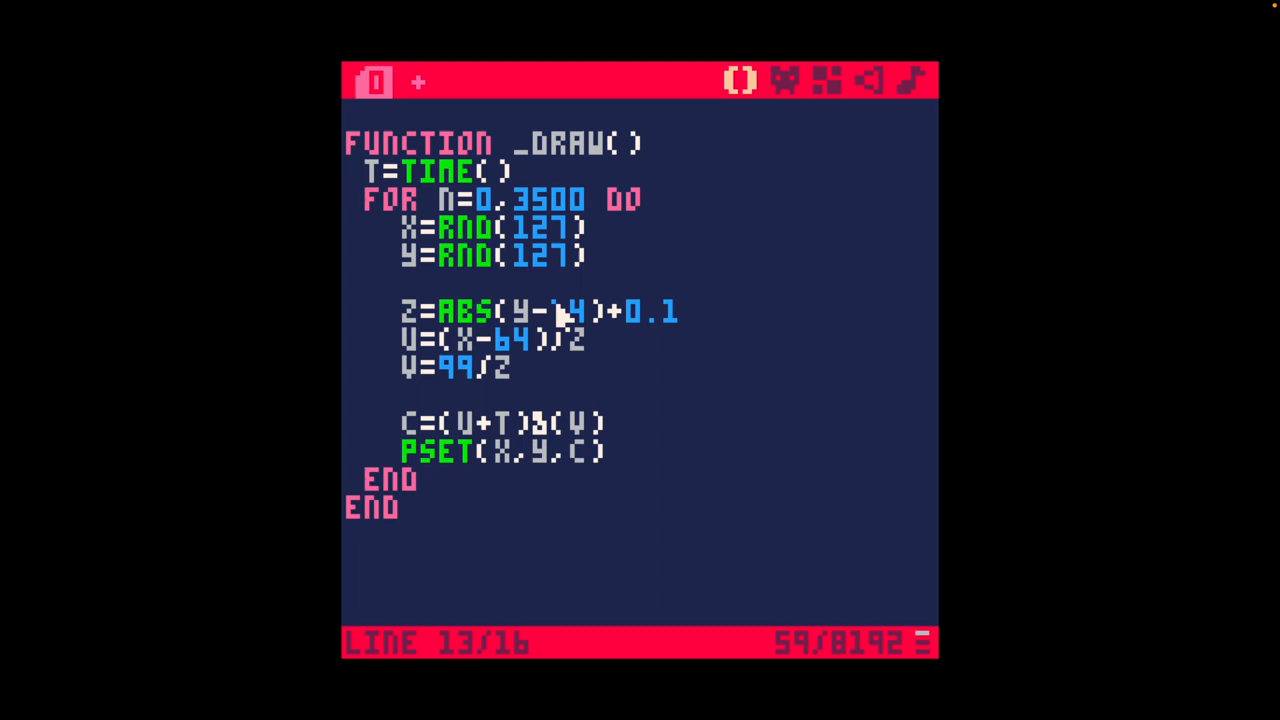 0 +
FUNCTION _DRAW()
T=TIME()
FOR N=0,3500 DO
X=RND(127)
Y=RND(127)
Z=ABS(Y-64)+0.1
U=(X-64)/Z
V=99/Z
C=(U+T)&(V)
PSET(X,Y,C)
END
END
LINE 13/16
59/8192